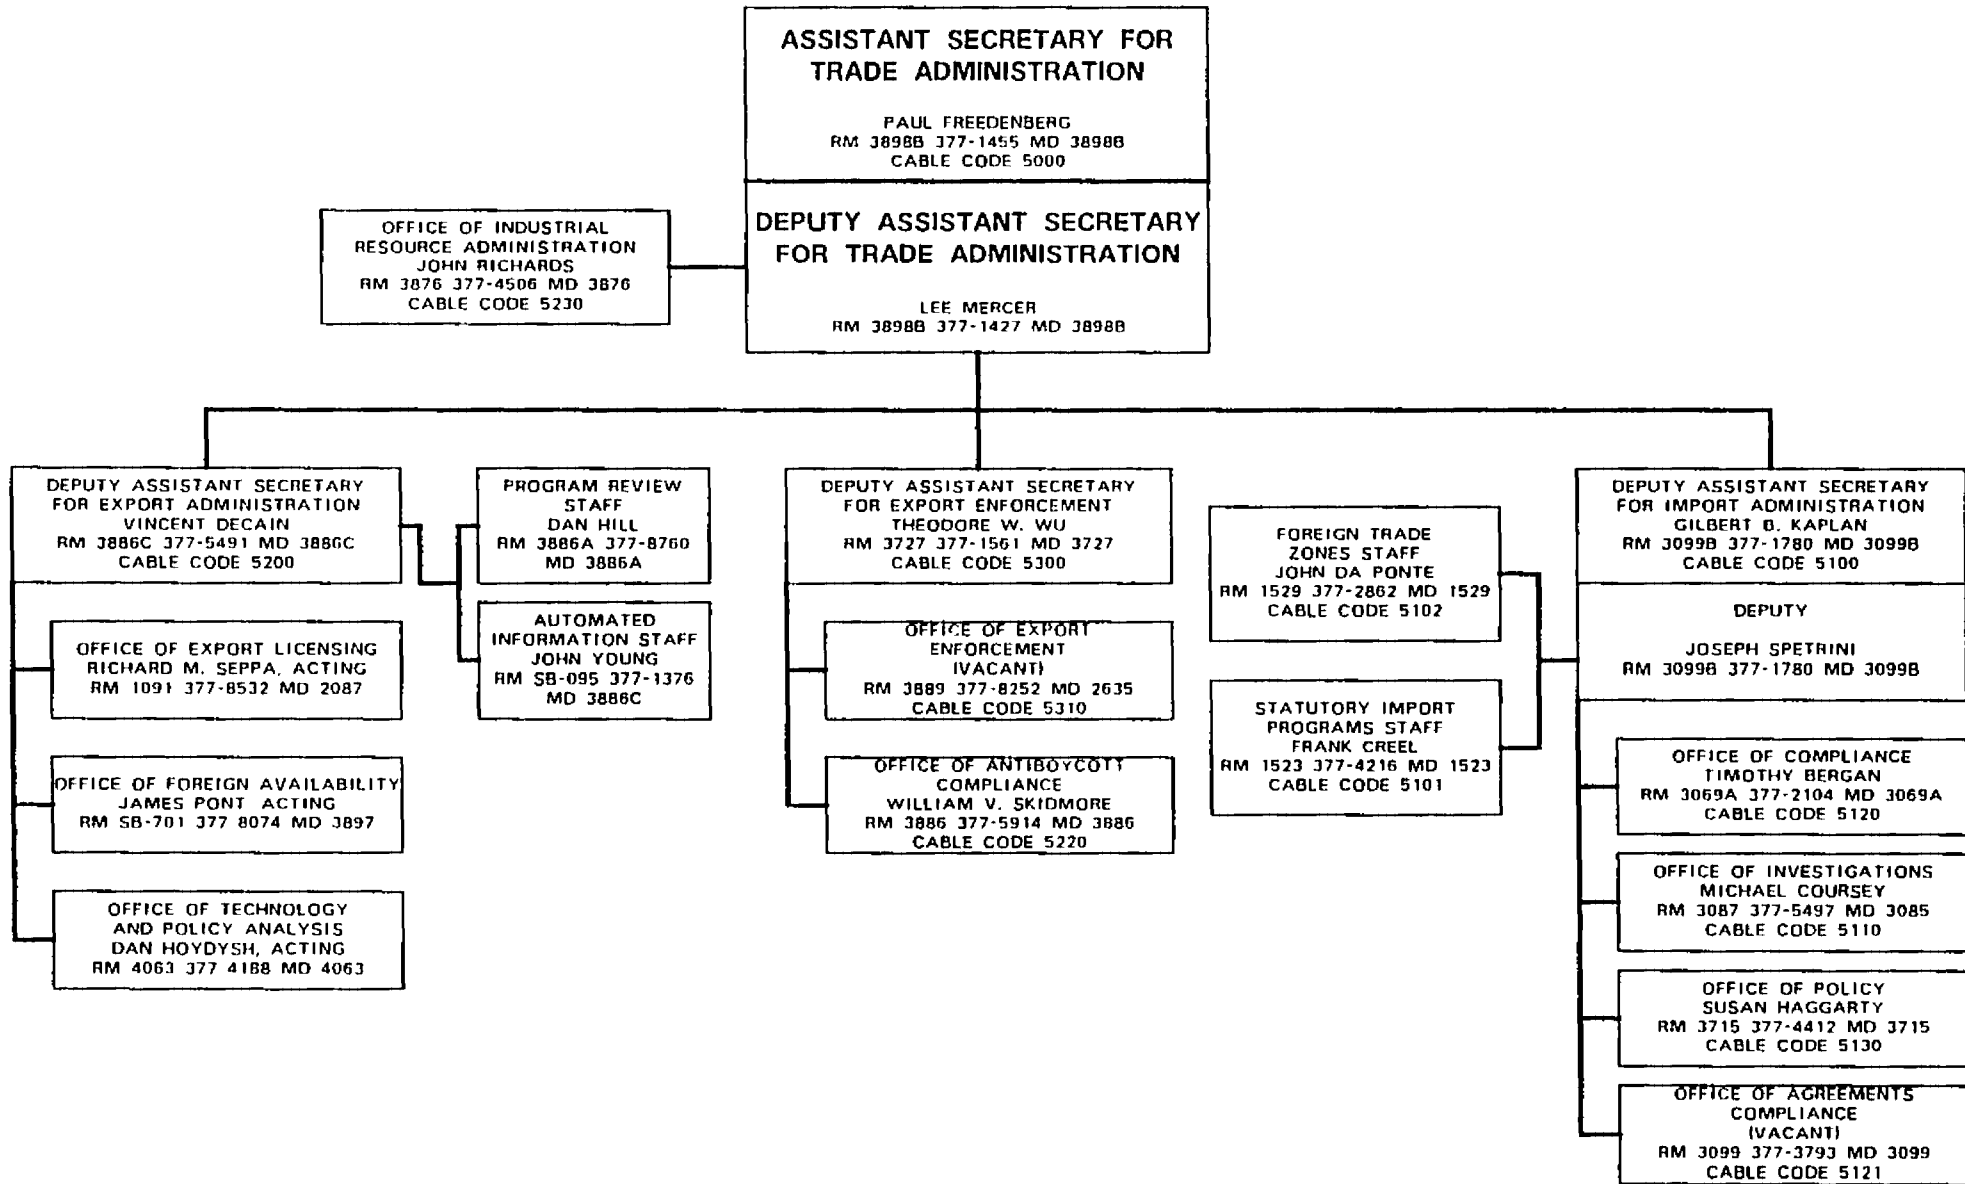 ASSISTANT SECRETARY FOR
TRADE ADMINISTRATION
PAUL FREEDENBERG
RM 3898B 377-1455 MD 3898B
CABLE CODE 5000
DEPUTY ASSISTANT SECRETARY
FOR TRADE ADMINISTRATION
LEE MERCER
RM 3898B 377-1427 MD 3898B
OFFICE OF INDUSTRIAL
RESOURCE ADMINISTRATION
JOHN RICHARDS
RM 3876 377-4506 MD 3876
CABLE CODE 5230
DEPUTY ASSISTANT SECRETARY
FOR EXPORT ADMINISTRATION
VINCENT DECAIN
RM 3886C 377-5491 MD 3886C
CABLE CODE 5200
OFFICE OF EXPORT LICENSING
RICHARD M. SEPPA, ACTING
RM 1091 377-8532 MD 2087
OFFICE OF FOREIGN AVAILABILITY
JAMES PONT ACTING
RM SB-701 377 8074 MD 3897
OFFICE OF TECHNOLOGY
AND POLICY ANALYSIS
DAN HOYDYSH, ACTING
RM 4063 377 4188 MD 4063
PROGRAM REVIEW
STAFF
DAN HILL
RM 3886A 377-8760
MD 3886A
AUTOMATED
INFORMATION STAFF
JOHN YOUNG
RM SB-095 377-1376
MD 3886C
DEPUTY ASSISTANT SECRETARY
FOR EXPORT ENFORCEMENT
THEODORE W. WU
RM 3727 377-1561 MD 3727
CABLE CODE 5300
OFFICE OF EXPORT
ENFORCEMENT
(VACANT)
RM 3889 377-8252 MD 2635
CABLE CODE 5310
OFFICE OF ANTIBOYCOTT
COMPLIANCE
WILLIAM V. SKIDMORE
RM 3886 377-5914 MD 3886
CABLE CODE 5220
FOREIGN TRADE
ZONES STAFF
JOHN DA PONTE
RM 1529 377-2862 MD 1529
CABLE CODE 5102
STATUTORY IMPORT
PROGRAMS STAFF
FRANK CREEL
RM 1523 377-4216 MD 1523
CABLE CODE 5101
DEPUTY ASSISTANT SECRETARY
FOR IMPORT ADMINISTRATION
GILBERT B. KAPLAN
RM 3099B 377-1780 MD 3099B
CABLE CODE 5100
DEPUTY
JOSEPH SPETRINI
RM 3099B 377-1780 MD 3099B
OFFICE OF COMPLIANCE
TIMOTHY BERGAN
RM 3069A 377-2104 MD 3069A
CABLE CODE 5120
OFFICE OF INVESTIGATIONS
MICHAEL COURSEY
RM 3087 377-5497 MD 3085
CABLE CODE 5110
OFFICE OF POLICY
SUSAN HAGGARTY
RM 3715 377-4412 MD 3715
CABLE CODE 5130
OFFICE OF AGREEMENTS
COMPLIANCE
(VACANT)
RM 3099 377-3793 MD 3099
CABLE CODE 5121